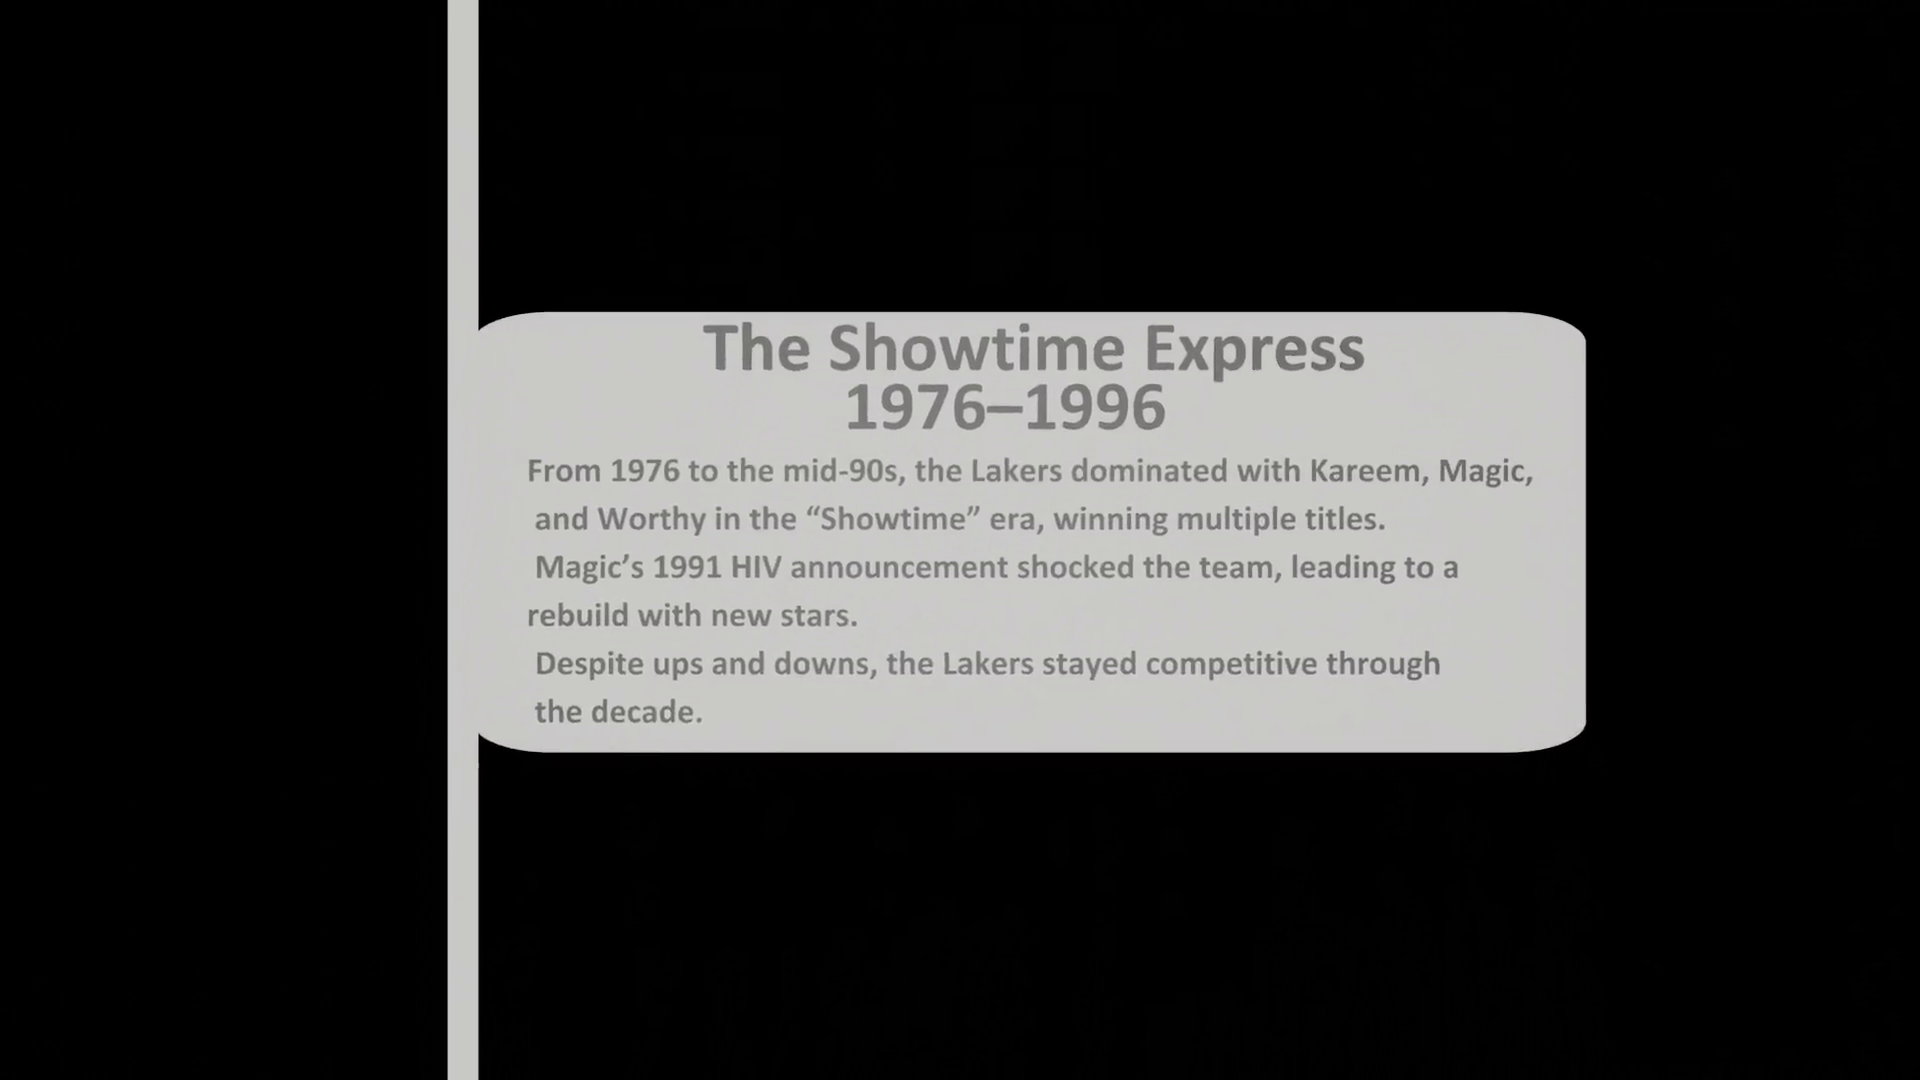 The Showtime Express
1976–1996
From 1976 to the mid-90s, the Lakers dominated with Kareem, Magic,
and Worthy in the “Showtime” era, winning multiple titles.
Magic’s 1991 HIV announcement shocked the team, leading to a
rebuild with new stars.
Despite ups and downs, the Lakers stayed competitive through
the decade.